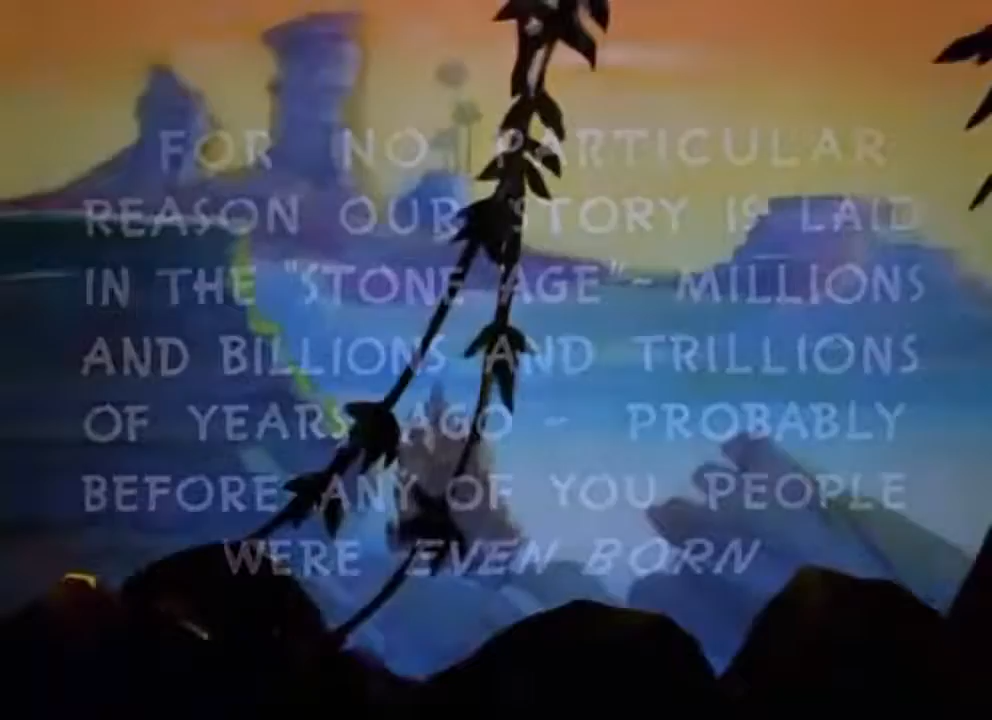 FOR NO PARTICULAR
REASON OUR STORY IS LAID
IN THE "STONE AGE"- MILLIONS
AND BILLIONS AND TRILLIONS
OF YEARS AGO - PROBABLY
BEFORE ANY OF YOU PEOPLE
WERE EVEN BORN